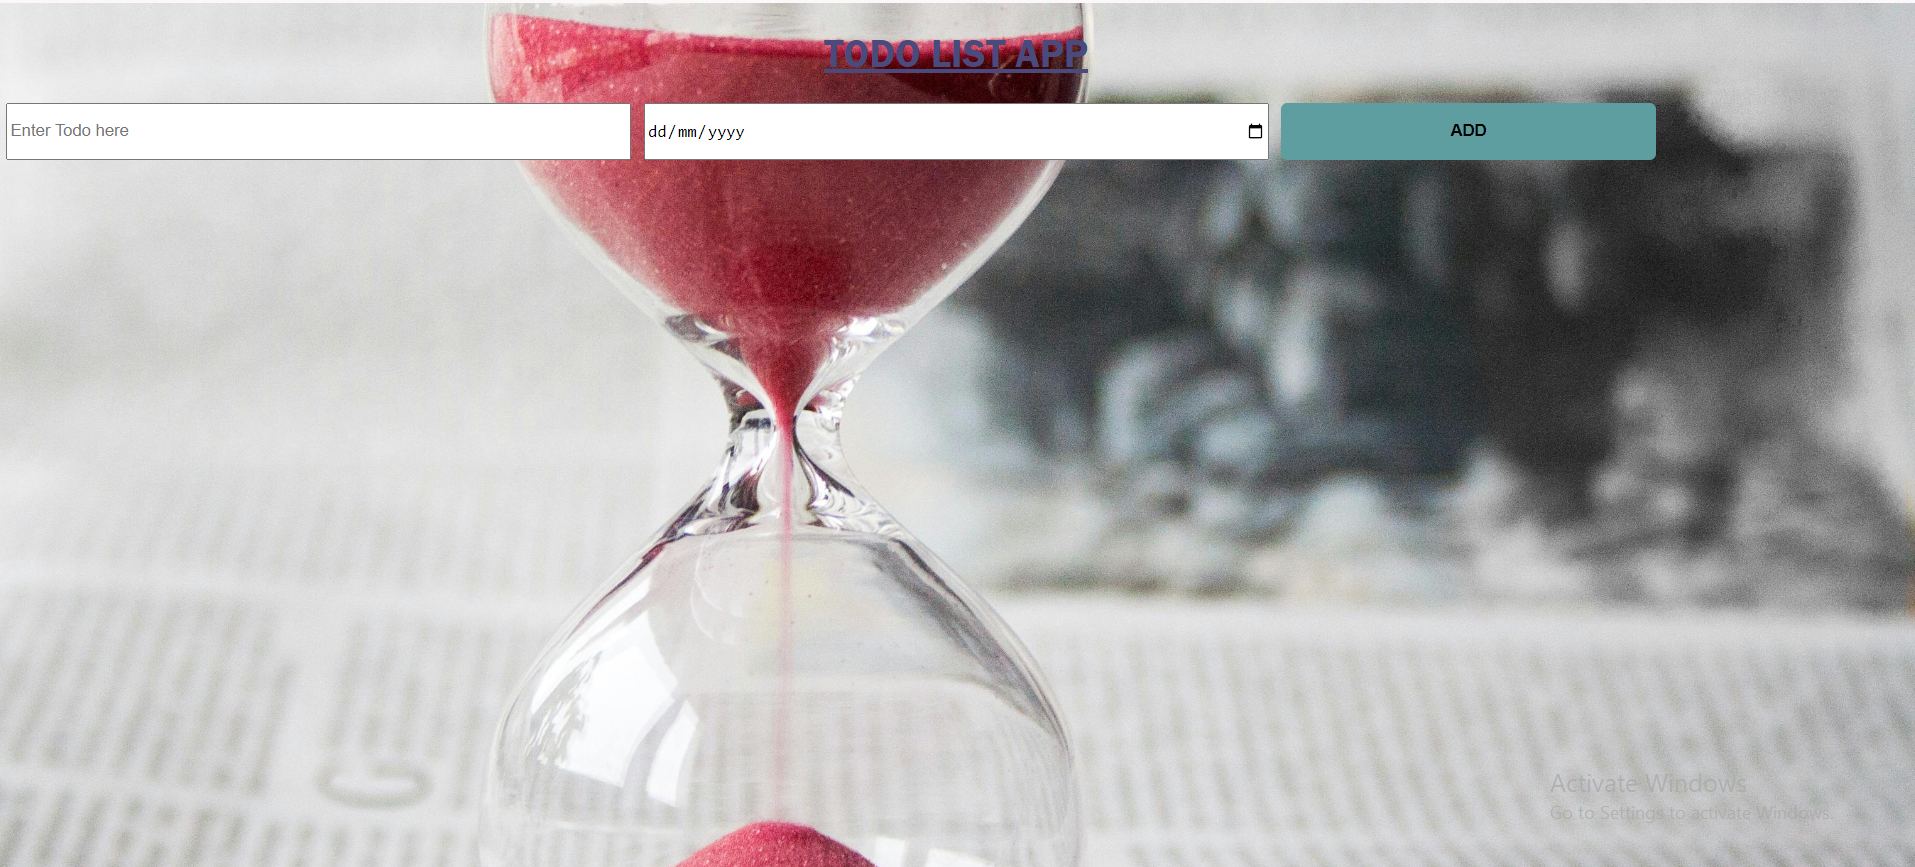 TODO LIST APP
Enter Todo here
dd/mm/yyyy
ADD
G
Activate Windows
Go to Settings to activate Windows.